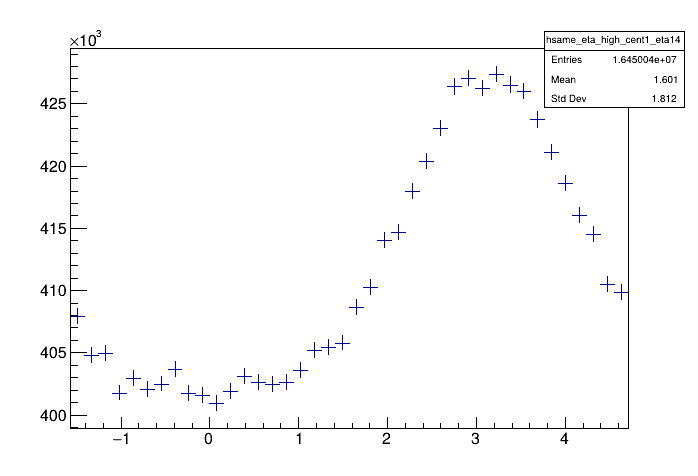 ×10³
hsame_eta_high_cent1_eta14
Entries 1.645004e+07
Mean 1.601
Std Dev 1.812
425
420
415
410
405
400
−1 0 1 2 3 4